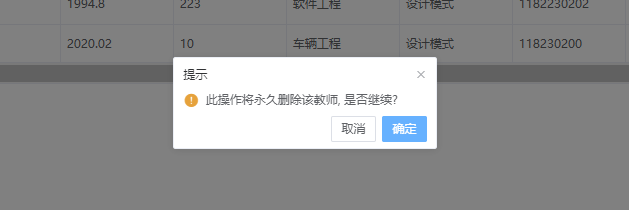 1994.8 223 软件工程 设计模式 1182230202
2020.02 10 车辆工程 设计模式 118230200
提示
此操作将永久删除该教师, 是否继续?
取消 确定